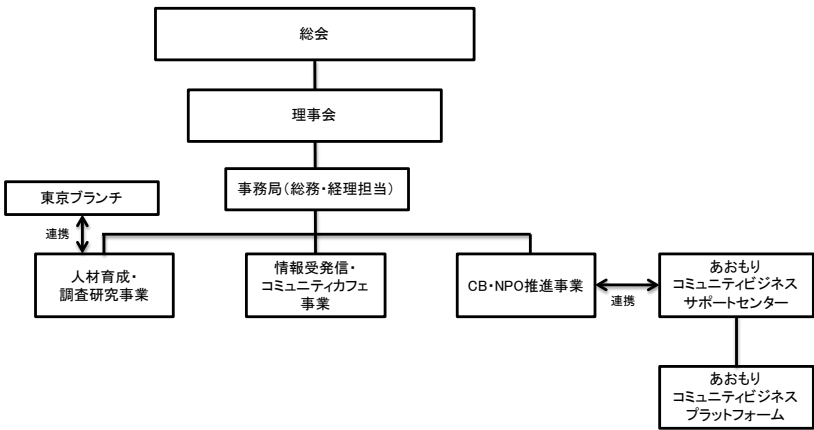 総会
理事会
事務局(総務・経理担当)
東京ブランチ
連携
人材育成・
調査研究事業
情報受発信・
コミュニティカフェ
事業
CB・NPO推進事業
連携
あおもり
コミュニティビジネス
サポートセンター
あおもり
コミュニティビジネス
プラットフォーム